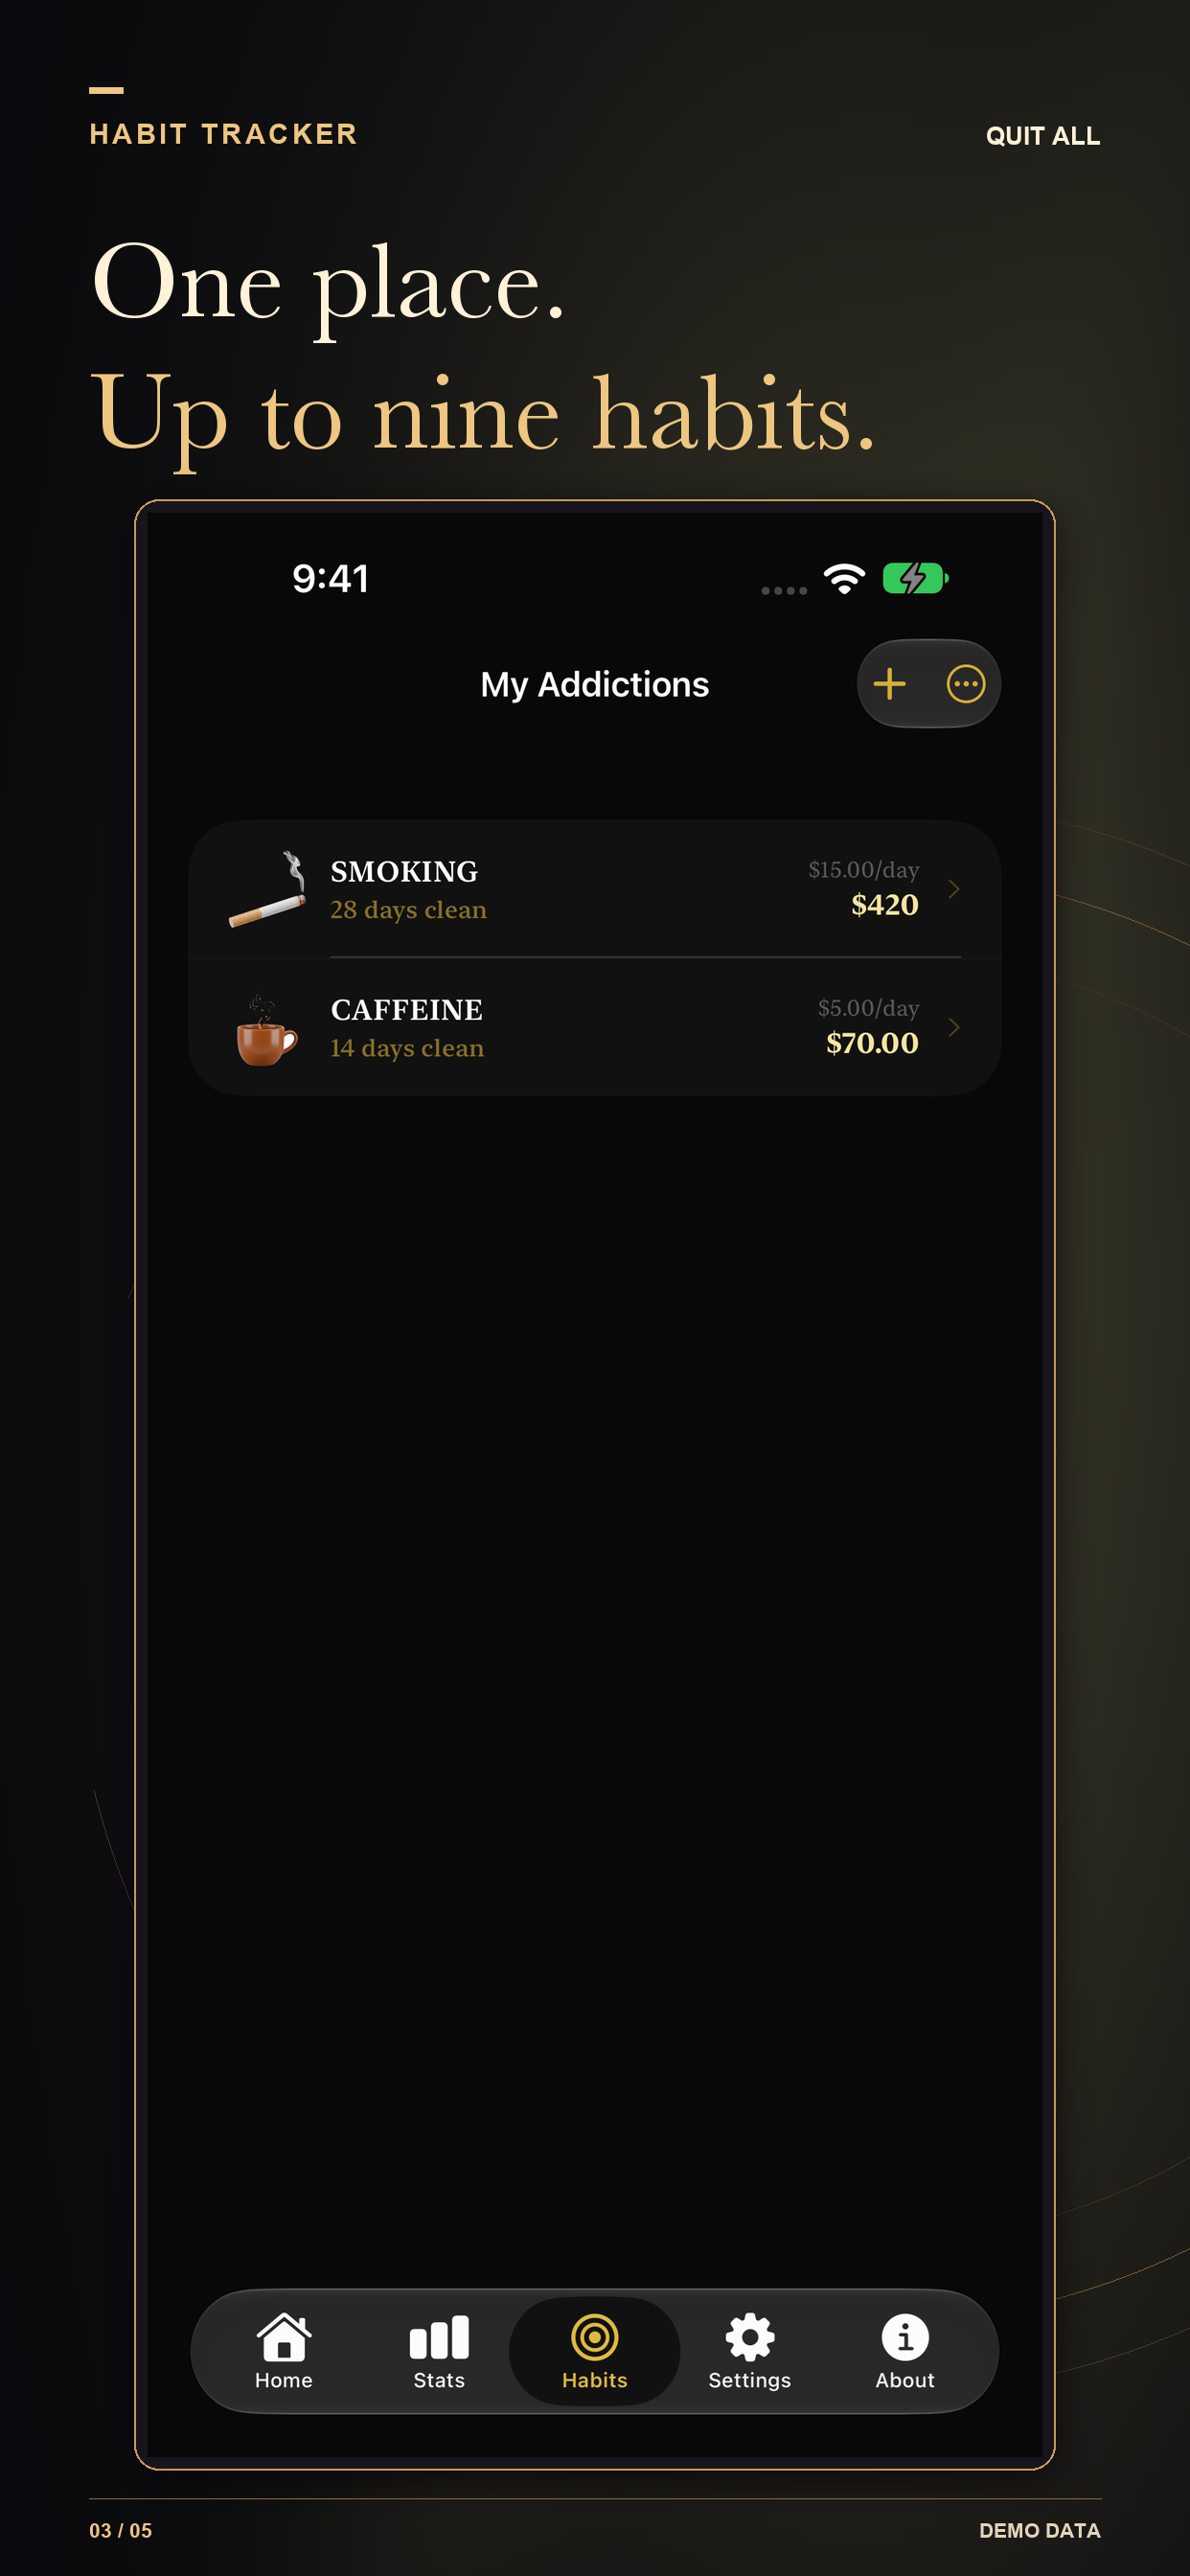 HABIT TRACKER
QUIT ALL
One place.
Up to nine habits.
9:41
My Addictions
SMOKING
28 days clean
$15.00/day
$420
CAFFEINE
14 days clean
$5.00/day
$70.00
Home
Stats
Habits
Settings
About
03 / 05
DEMO DATA